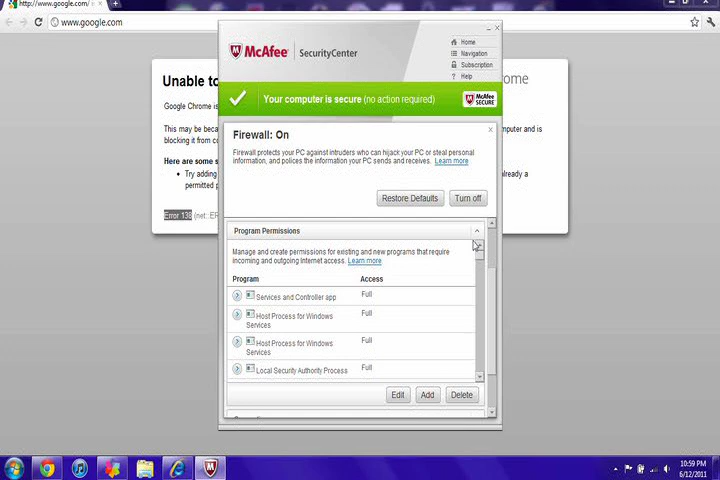 http://www.google.com/
www.google.com
McAfee SecurityCenter
Home
Navigation
Subscription
Help
Your computer is secure (no action required)
McAfee
SECURE
Unable to
Google Chrome is
This may be beca
blocking it from c
Here are some s
Try adding
permitted p
Error 138 (net::ER
ome
mputer and is
lready a
Firewall: On
Firewall protects your PC against intruders who can hijack your PC or steal personal
information, and polices the information your PC sends and receives. Learn more
Restore Defaults Turn off
Program Permissions
Manage and create permissions for existing and new programs that require
incoming and outgoing Internet access. Learn more
Program Access
Services and Controller app Full
Host Process for Windows Full
Services
Host Process for Windows Full
Services
Local Security Authority Process Full
Edit Add Delete
10:59 PM
6/12/2011